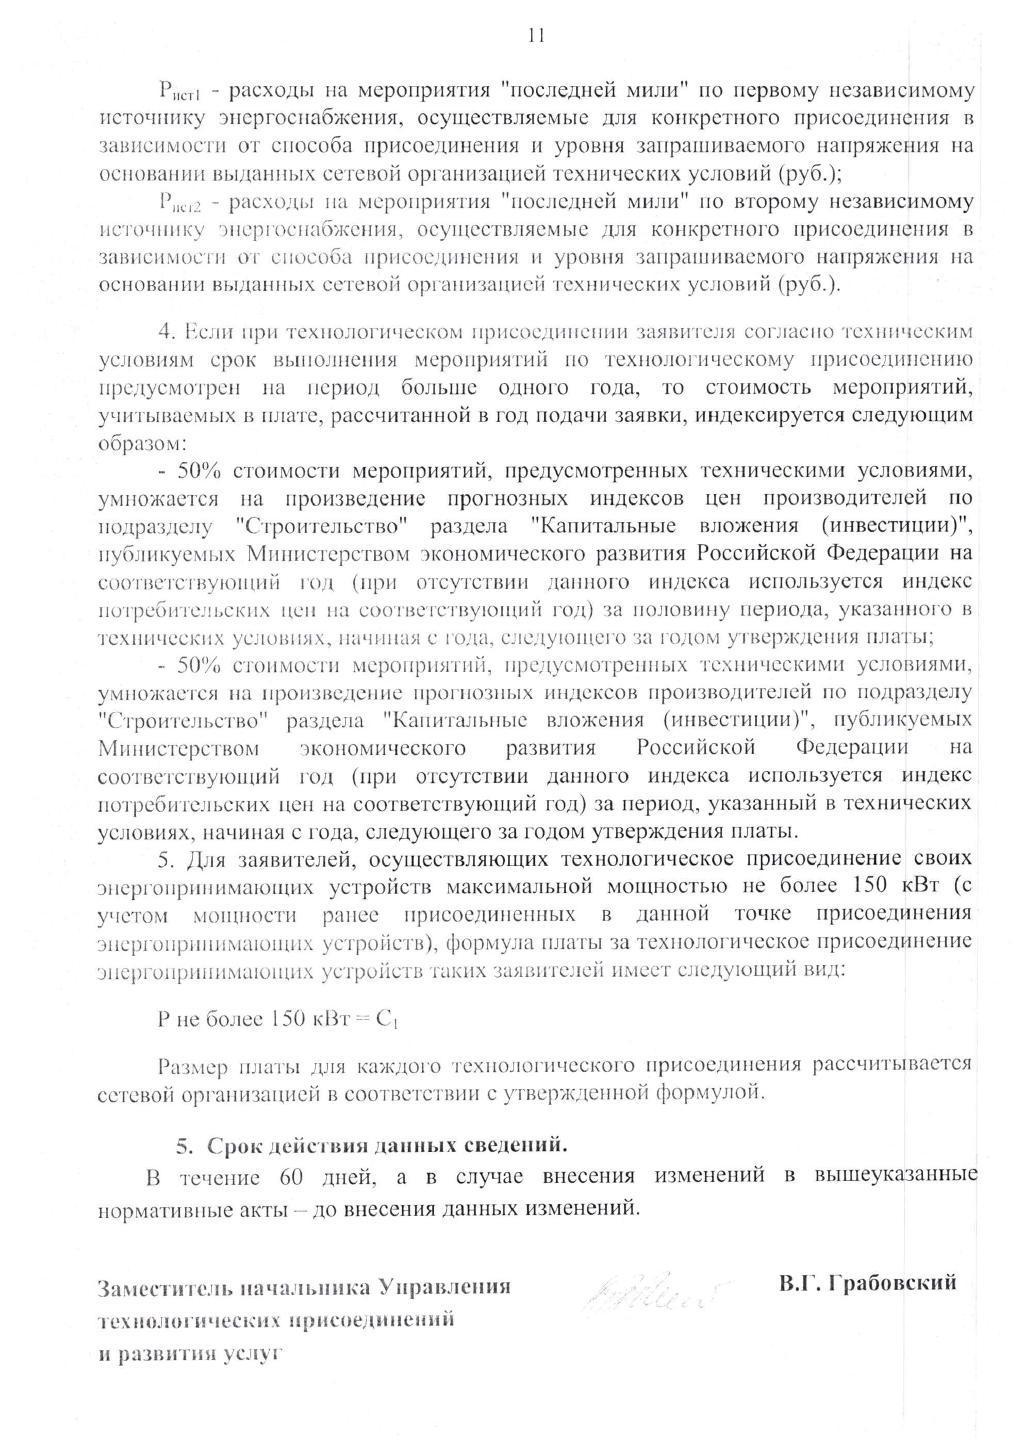 11
Рист1 - расходы на мероприятия "последней мили" по первому независимому
источнику энергоснабжения, осуществляемые для конкретного присоединения в
зависимости от способа присоединения и уровня запрашиваемого напряжения на
основании выданных сетевой организацией технических условий (руб.);
Рист2 - расходы на мероприятия "последней мили" по второму независимому
источнику энергоснабжения, осуществляемые для конкретного присоединения в
зависимости от способа присоединения и уровня запрашиваемого напряжения на
основании выданных сетевой организацией технических условий (руб.).
4. Если при технологическом присоединении заявителя согласно техническим
условиям срок выполнения мероприятий по технологическому присоединению
предусмотрен на период больше одного года, то стоимость мероприятий,
учитываемых в плате, рассчитанной в год подачи заявки, индексируется следующим
образом:
- 50% стоимости мероприятий, предусмотренных техническими условиями,
умножается на произведение прогнозных индексов цен производителей по
подразделу "Строительство" раздела "Капитальные вложения (инвестиции)",
публикуемых Министерством экономического развития Российской Федерации на
соответствующий год (при отсутствии данного индекса используется индекс
потребительских цен на соответствующий год) за половину периода, указанного в
технических условиях, начиная с года, следующего за годом утверждения платы;
- 50% стоимости мероприятий, предусмотренных техническими условиями,
умножается на произведение прогнозных индексов производителей по подразделу
"Строительство" раздела "Капитальные вложения (инвестиции)", публикуемых
Министерством экономического развития Российской Федерации на
соответствующий год (при отсутствии данного индекса используется индекс
потребительских цен на соответствующий год) за период, указанный в технических
условиях, начиная с года, следующего за годом утверждения платы.
5. Для заявителей, осуществляющих технологическое присоединение своих
энергопринимающих устройств максимальной мощностью не более 150 кВт (с
учетом мощности ранее присоединенных в данной точке присоединения
энергопринимающих устройств), формула платы за технологическое присоединение
энергопринимающих устройств таких заявителей имеет следующий вид:
Р не более 150 кВт = С1
Размер платы для каждого технологического присоединения рассчитывается
сетевой организацией в соответствии с утвержденной формулой.
5. Срок действия данных сведений.
В течение 60 дней, а в случае внесения изменений в вышеуказанные
нормативные акты – до внесения данных изменений.
Заместитель начальника Управления В.Г. Грабовский
технологических присоединений
и развития услуг